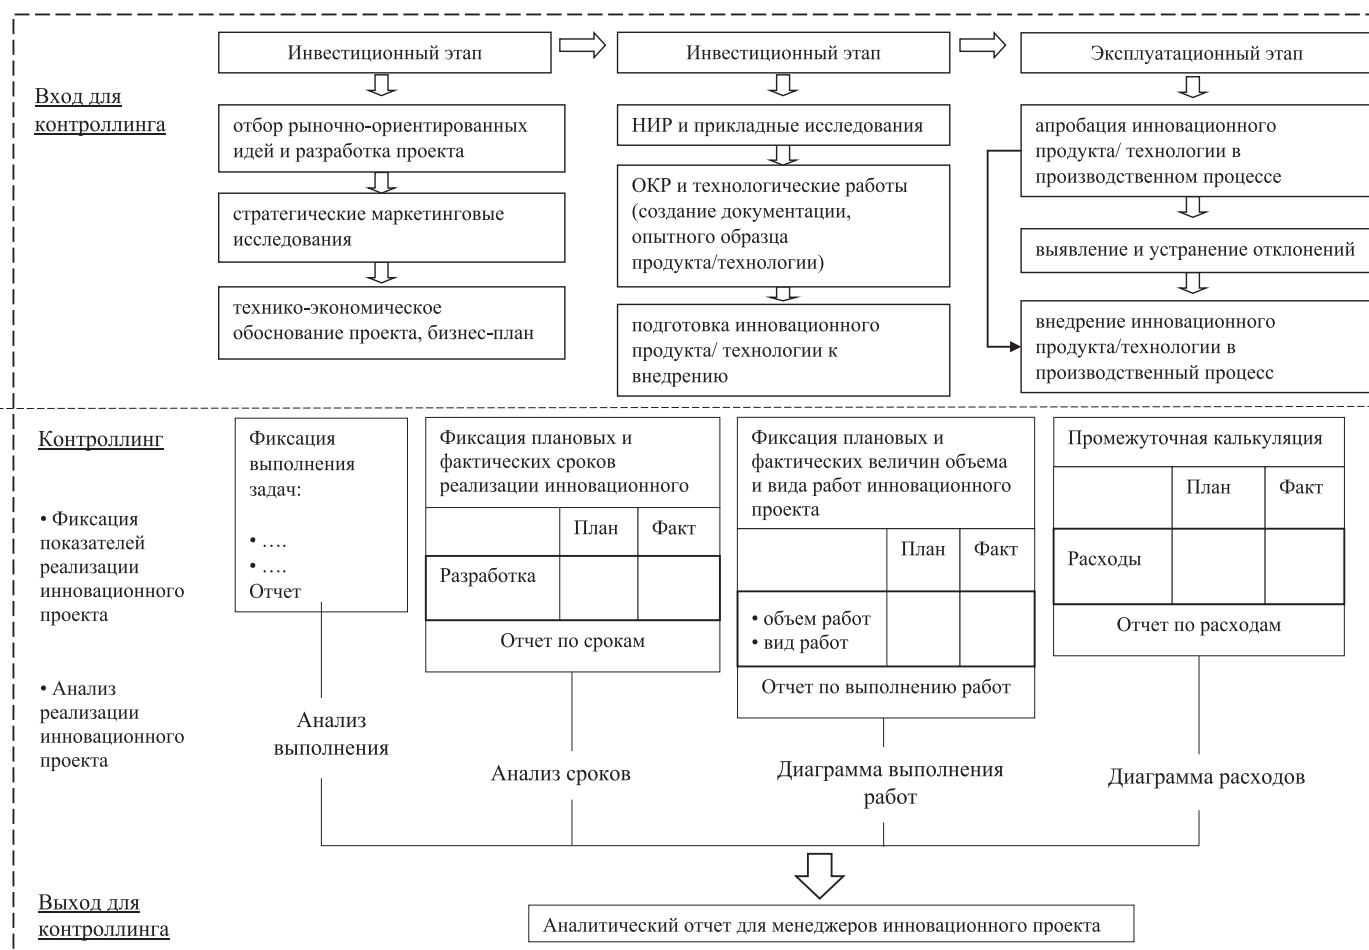 Инвестиционный этап
Инвестиционный этап
Эксплуатационный этап
Вход для
контроллинга
отбор рыночно-ориентированных
идей и разработка проекта
стратегические маркетинговые
исследования
технико-экономическое
обоснование проекта, бизнес-план
НИР и прикладные исследования
ОКР и технологические работы
(создание документации,
опытного образца
продукта/технологии)
подготовка инновационного
продукта/ технологии к
внедрению
апробация инновационного
продукта/ технологии в
производственном процессе
выявление и устранение отклонений
внедрение инновационного
продукта/технологии в
производственный процесс
Контроллинг
• Фиксация
показателей
реализации
инновационного
проекта
• Анализ
реализации
инновационного
проекта
Фиксация
выполнения
задач:
• ….
• ….
Отчет
Фиксация плановых и
фактических сроков
реализации инновационного
План Факт
Разработка
Отчет по срокам
Фиксация плановых и
фактических величин объема
и вида работ инновационного
проекта
План Факт
• объем работ
• вид работ
Отчет по выполнению работ
Промежуточная калькуляция
План Факт
Расходы
Отчет по расходам
Анализ
выполнения
Анализ сроков
Диаграмма выполнения
работ
Диаграмма расходов
Выход для
контроллинга
Аналитический отчет для менеджеров инновационного проекта